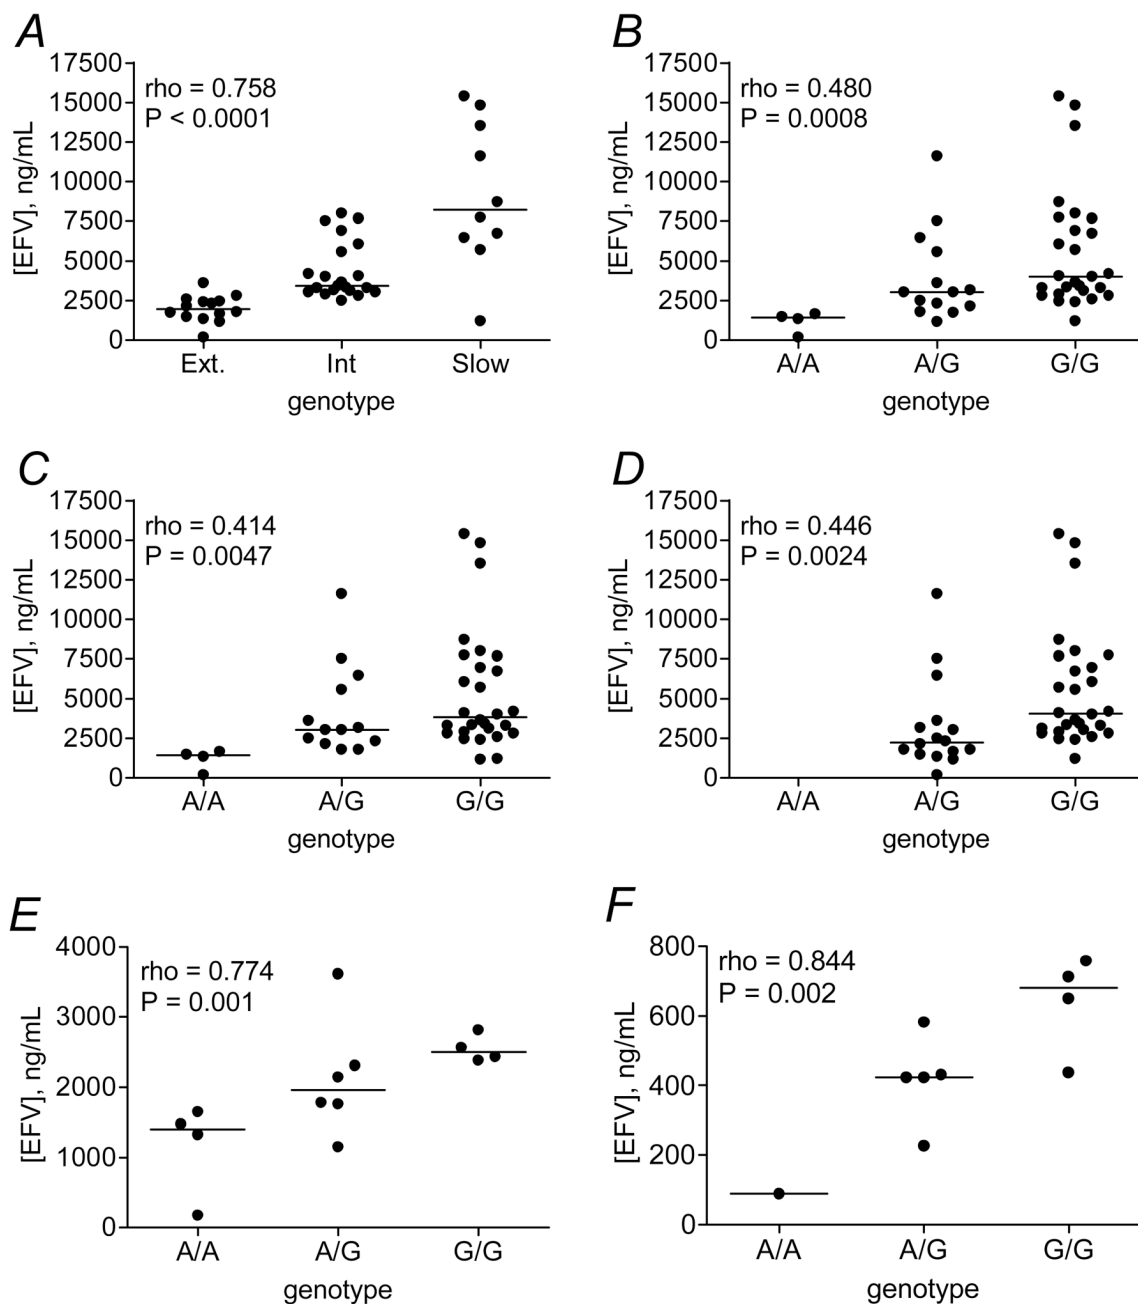 A
[EFV], ng/mL
17500
15000
12500
10000
7500
5000
2500
0
rho = 0.758
P < 0.0001
Ext. Int Slow
genotype
B
[EFV], ng/mL
17500
15000
12500
10000
7500
5000
2500
0
rho = 0.480
P = 0.0008
A/A A/G G/G
genotype
C
[EFV], ng/mL
17500
15000
12500
10000
7500
5000
2500
0
rho = 0.414
P = 0.0047
A/A A/G G/G
genotype
D
[EFV], ng/mL
17500
15000
12500
10000
7500
5000
2500
0
rho = 0.446
P = 0.0024
A/A A/G G/G
genotype
E
[EFV], ng/mL
4000
3000
2000
1000
0
rho = 0.774
P = 0.001
A/A A/G G/G
genotype
F
[EFV], ng/mL
800
600
400
200
0
rho = 0.844
P = 0.002
A/A A/G G/G
genotype